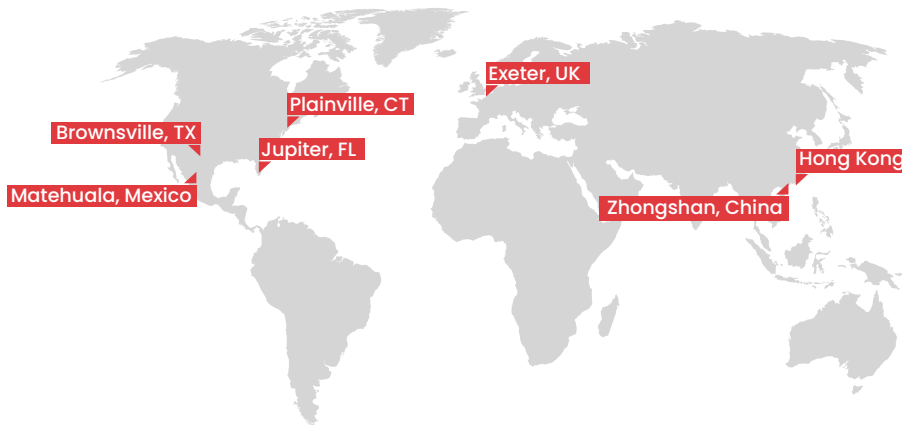 Exeter, UK
Plainville, CT
Brownsville, TX
Jupiter, FL
Hong Kong
Matehuala, Mexico
Zhongshan, China